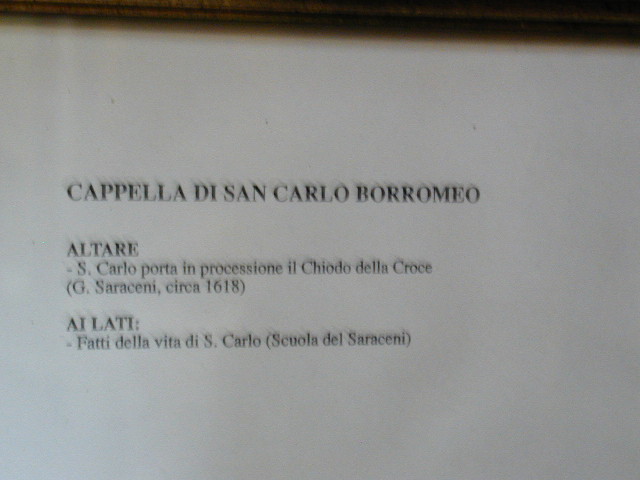 CAPPELLA DI SAN CARLO BORROMEO
ALTARE
- S. Carlo porta in processione il Chiodo della Croce
(G. Saraceni, circa 1618)
AI LATI:
- Fatti della vita di S. Carlo (Scuola del Saraceni)